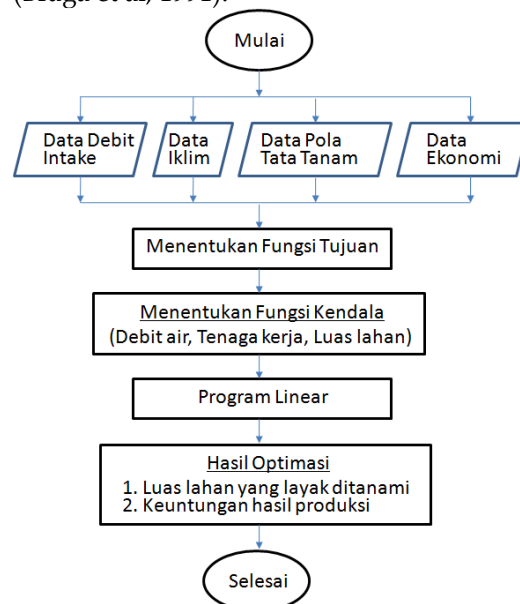 (Braga et al, 1991).
Mulai
Data Debit
Intake
Data
Iklim
Data Pola
Tata Tanam
Data
Ekonomi
Menentukan Fungsi Tujuan
Menentukan Fungsi Kendala
(Debit air, Tenaga kerja, Luas lahan)
Program Linear
Hasil Optimasi
1. Luas lahan yang layak ditanami
2. Keuntungan hasil produksi
Selesai